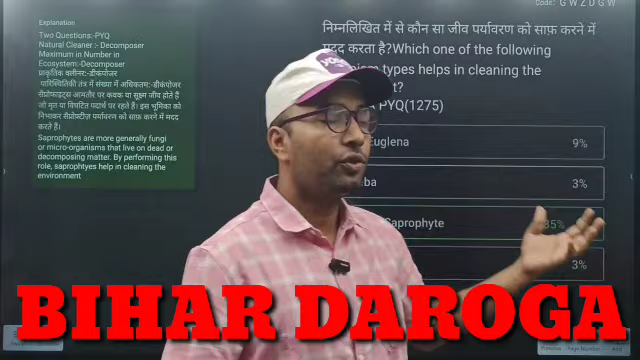 Code: G W Z D G W
Explanation
Two Questions:-PYQ
Natural Cleaner :- Decomposer
Maximum in Number in
Ecosystem:-Decomposer
प्राकृतिक क्लीनर:-डीकंपोजर
पारिस्थितिकी तंत्र में संख्या में अधिकतम:-डीकंपोजर
सैप्रोफाइट्स आमतौर पर कवक या सूक्ष्म जीव होते हैं
जो मृत या विघटित पदार्थ पर रहते हैं। इस भूमिका को
निभाकर सैप्रोफाइट्स पर्यावरण को साफ करने में मदद
करते हैं।
Saprophytes are more generally fungi
or micro-organisms that live on dead or
decomposing matter. By performing this
role, saprophtyes help in cleaning the
environment
निम्नलिखित में से कौन सा जीव पर्यावरण को साफ़ करने में
मदद करता है?Which one of the following
types helps in cleaning the
PYQ(1275)
Euglena 9%
3%
Saprophyte 85%
3%
BIHAR DAROGA